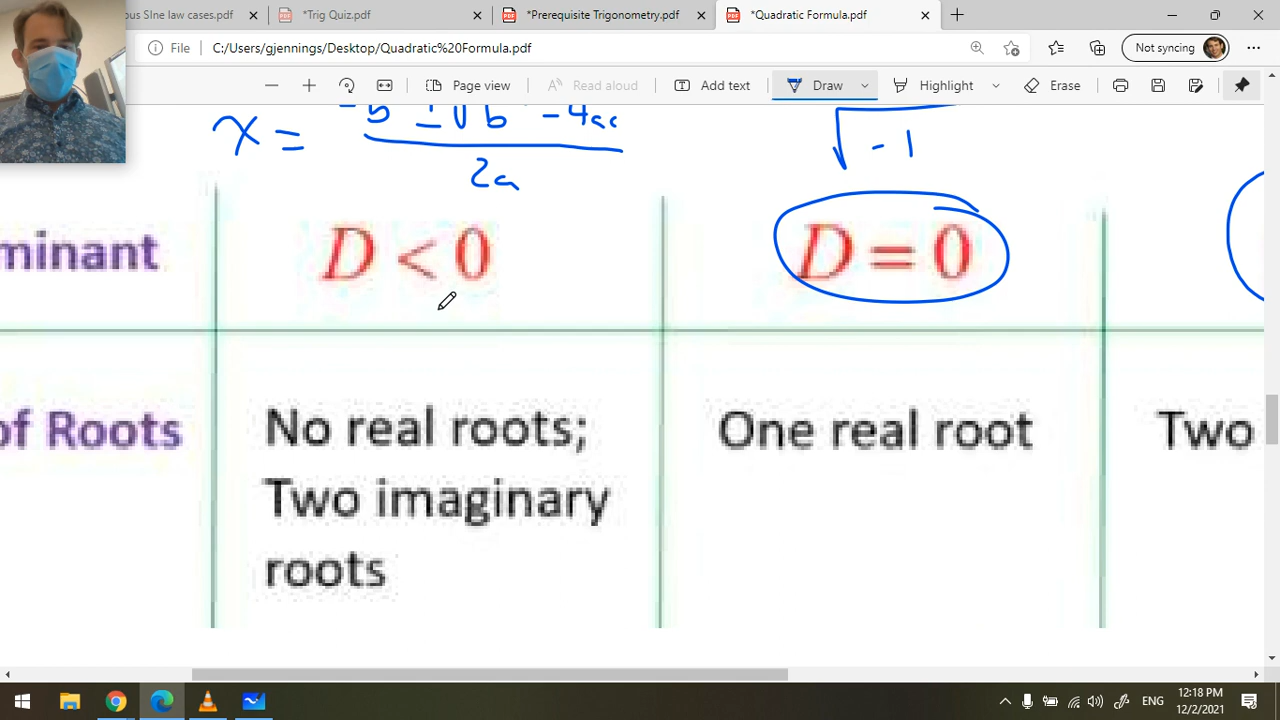 ous SIne law cases.pdf
*Trig Quiz.pdf
*Prerequisite Trigonometry.pdf
*Quadratic Formula.pdf
File
C:/Users/gjennings/Desktop/Quadratic%20Formula.pdf
Not syncing
Page view
Read aloud
Add text
Draw
Highlight
Erase
x = -b ± √b - 4ac
2a
√-1
minant
D < 0
D = 0
of Roots
No real roots;
Two imaginary
roots
One real root
Two
ENG
12:18 PM
12/2/2021